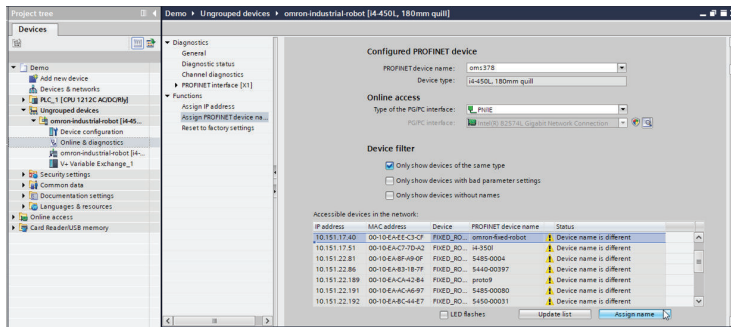 Project tree
Demo ▸ Ungrouped devices ▸ omron-industrial-robot [i4-450L, 180mm quill]
Devices
Demo
Add new device
Devices & networks
PLC_1 [CPU 1212C AC/DC/Rly]
Ungrouped devices
omron-industrial-robot [i4-45...
Device configuration
Online & diagnostics
omron-industrial-robot [i4-...
V+ Variable Exchange_1
Security settings
Common data
Documentation settings
Languages & resources
Online access
Card Reader/USB memory
Diagnostics
General
Diagnostic status
Channel diagnostics
PROFINET interface [X1]
Functions
Assign IP address
Assign PROFINET device na...
Reset to factory settings
Configured PROFINET device
PROFINET device name: oms378
Device type: i4-450L, 180mm quill
Online access
Type of the PG/PC interface: PN/IE
PG/PC interface: Intel(R) 82574L Gigabit Network Connection
Device filter
Only show devices of the same type
Only show devices with bad parameter settings
Only show devices without names
Accessible devices in the network:
IP address MAC address Device PROFINET device name Status
10.151.17.40 00-10-EA-EE-C3-CF FIXED_RO... omron-fixed-robot Device name is different
10.151.17.51 00-10-EA-C7-7D-A2 FIXED_RO... i4-350l Device name is different
10.151.22.81 00-10-EA-8F-A9-0F FIXED_RO... 5485-0004 Device name is different
10.151.22.86 00-10-EA-B3-18-7F FIXED_RO... 5440-00397 Device name is different
10.151.22.189 00-10-EA-CA-42-B4 FIXED_RO... proto9 Device name is different
10.151.22.191 00-10-EA-AC-A6-97 FIXED_RO... 5485-00080 Device name is different
10.151.22.192 00-10-EA-BC-44-E7 FIXED_RO... 5450-00031 Device name is different
LED flashes Update list Assign name